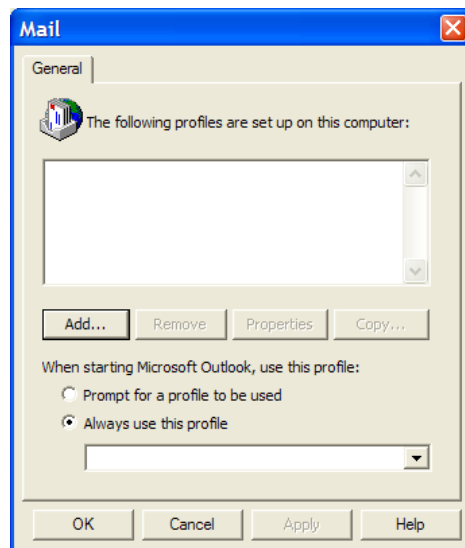 Mail
General
The following profiles are set up on this computer:
Add... Remove Properties Copy...
When starting Microsoft Outlook, use this profile:
Prompt for a profile to be used
Always use this profile
OK Cancel Apply Help